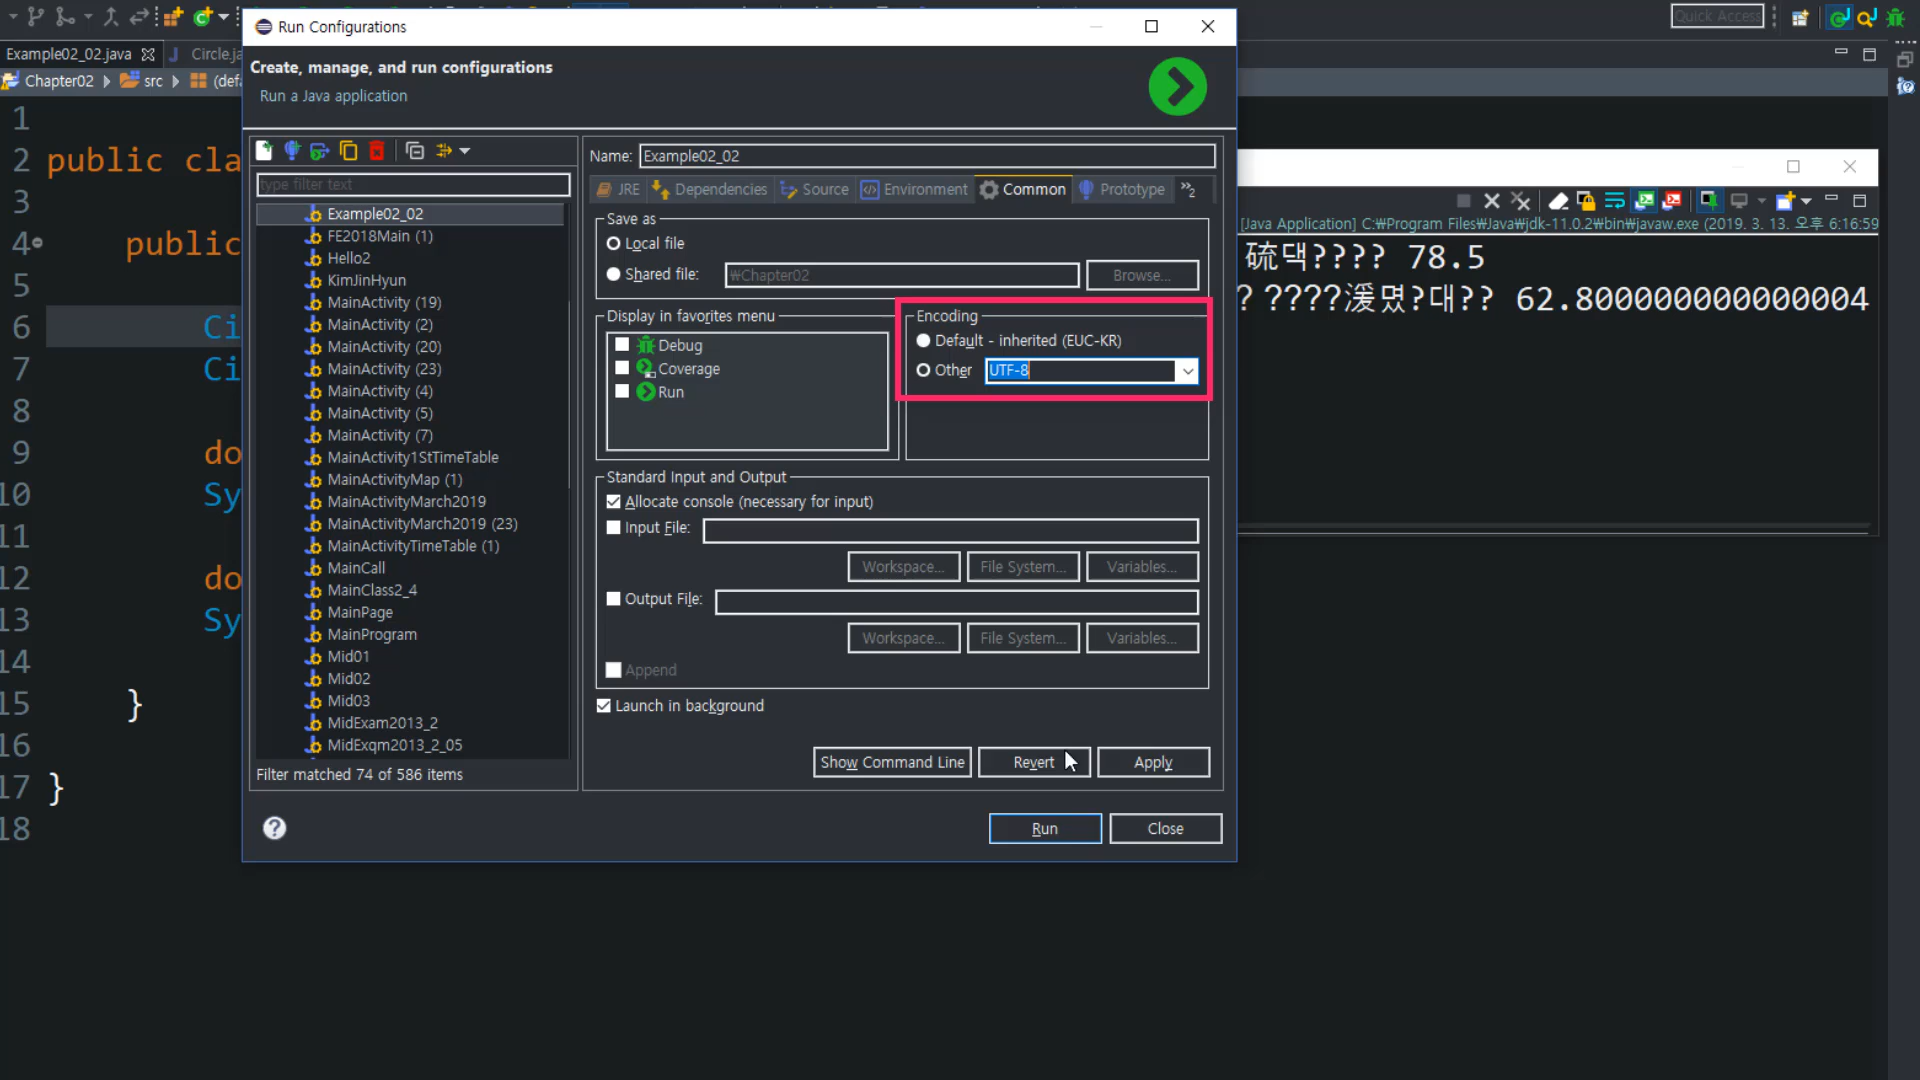 Run Configurations
Quick Access
Example02_02.java
Circle.ja
Chapter02
src
(defa
Create, manage, and run configurations
Run a Java application
Name: Example02_02
type filter text
JRE Dependencies Source Environment Common Prototype »2
Example02_02
FE2018Main (1)
Hello2
KimJinHyun
MainActivity (19)
MainActivity (2)
MainActivity (20)
MainActivity (23)
MainActivity (4)
MainActivity (5)
MainActivity (7)
MainActivity1StTimeTable
MainActivityMap (1)
MainActivityMarch2019
MainActivityMarch2019 (23)
MainActivityTimeTable (1)
MainCall
MainClass2_4
MainPage
MainProgram
Mid01
Mid02
Mid03
MidExam2013_2
MidExqm2013_2_05
Filter matched 74 of 586 items
Save as
Local file
Shared file: ₩Chapter02 Browse...
Display in favorites menu
Debug
Coverage
Run
Encoding
Default - inherited (EUC-KR)
Other UTF-8
Standard Input and Output
Allocate console (necessary for input)
Input File:
Workspace... File System... Variables...
Output File:
Workspace... File System... Variables...
Append
Launch in background
Show Command Line Revert Apply
Run Close
1
2 public cla
3
4 public
5
6 Ci
7 Ci
8
9 do
10 Sy
11
12 do
13 Sy
14
15 }
16
17 }
18
[Java Application] C:₩Program Files₩Java₩jdk-11.0.2₩bin₩javaw.exe (2019. 3. 13. 오후 6:16:59
硫댁???? 78.5
? ????湲몄?대?? 62.800000000000004